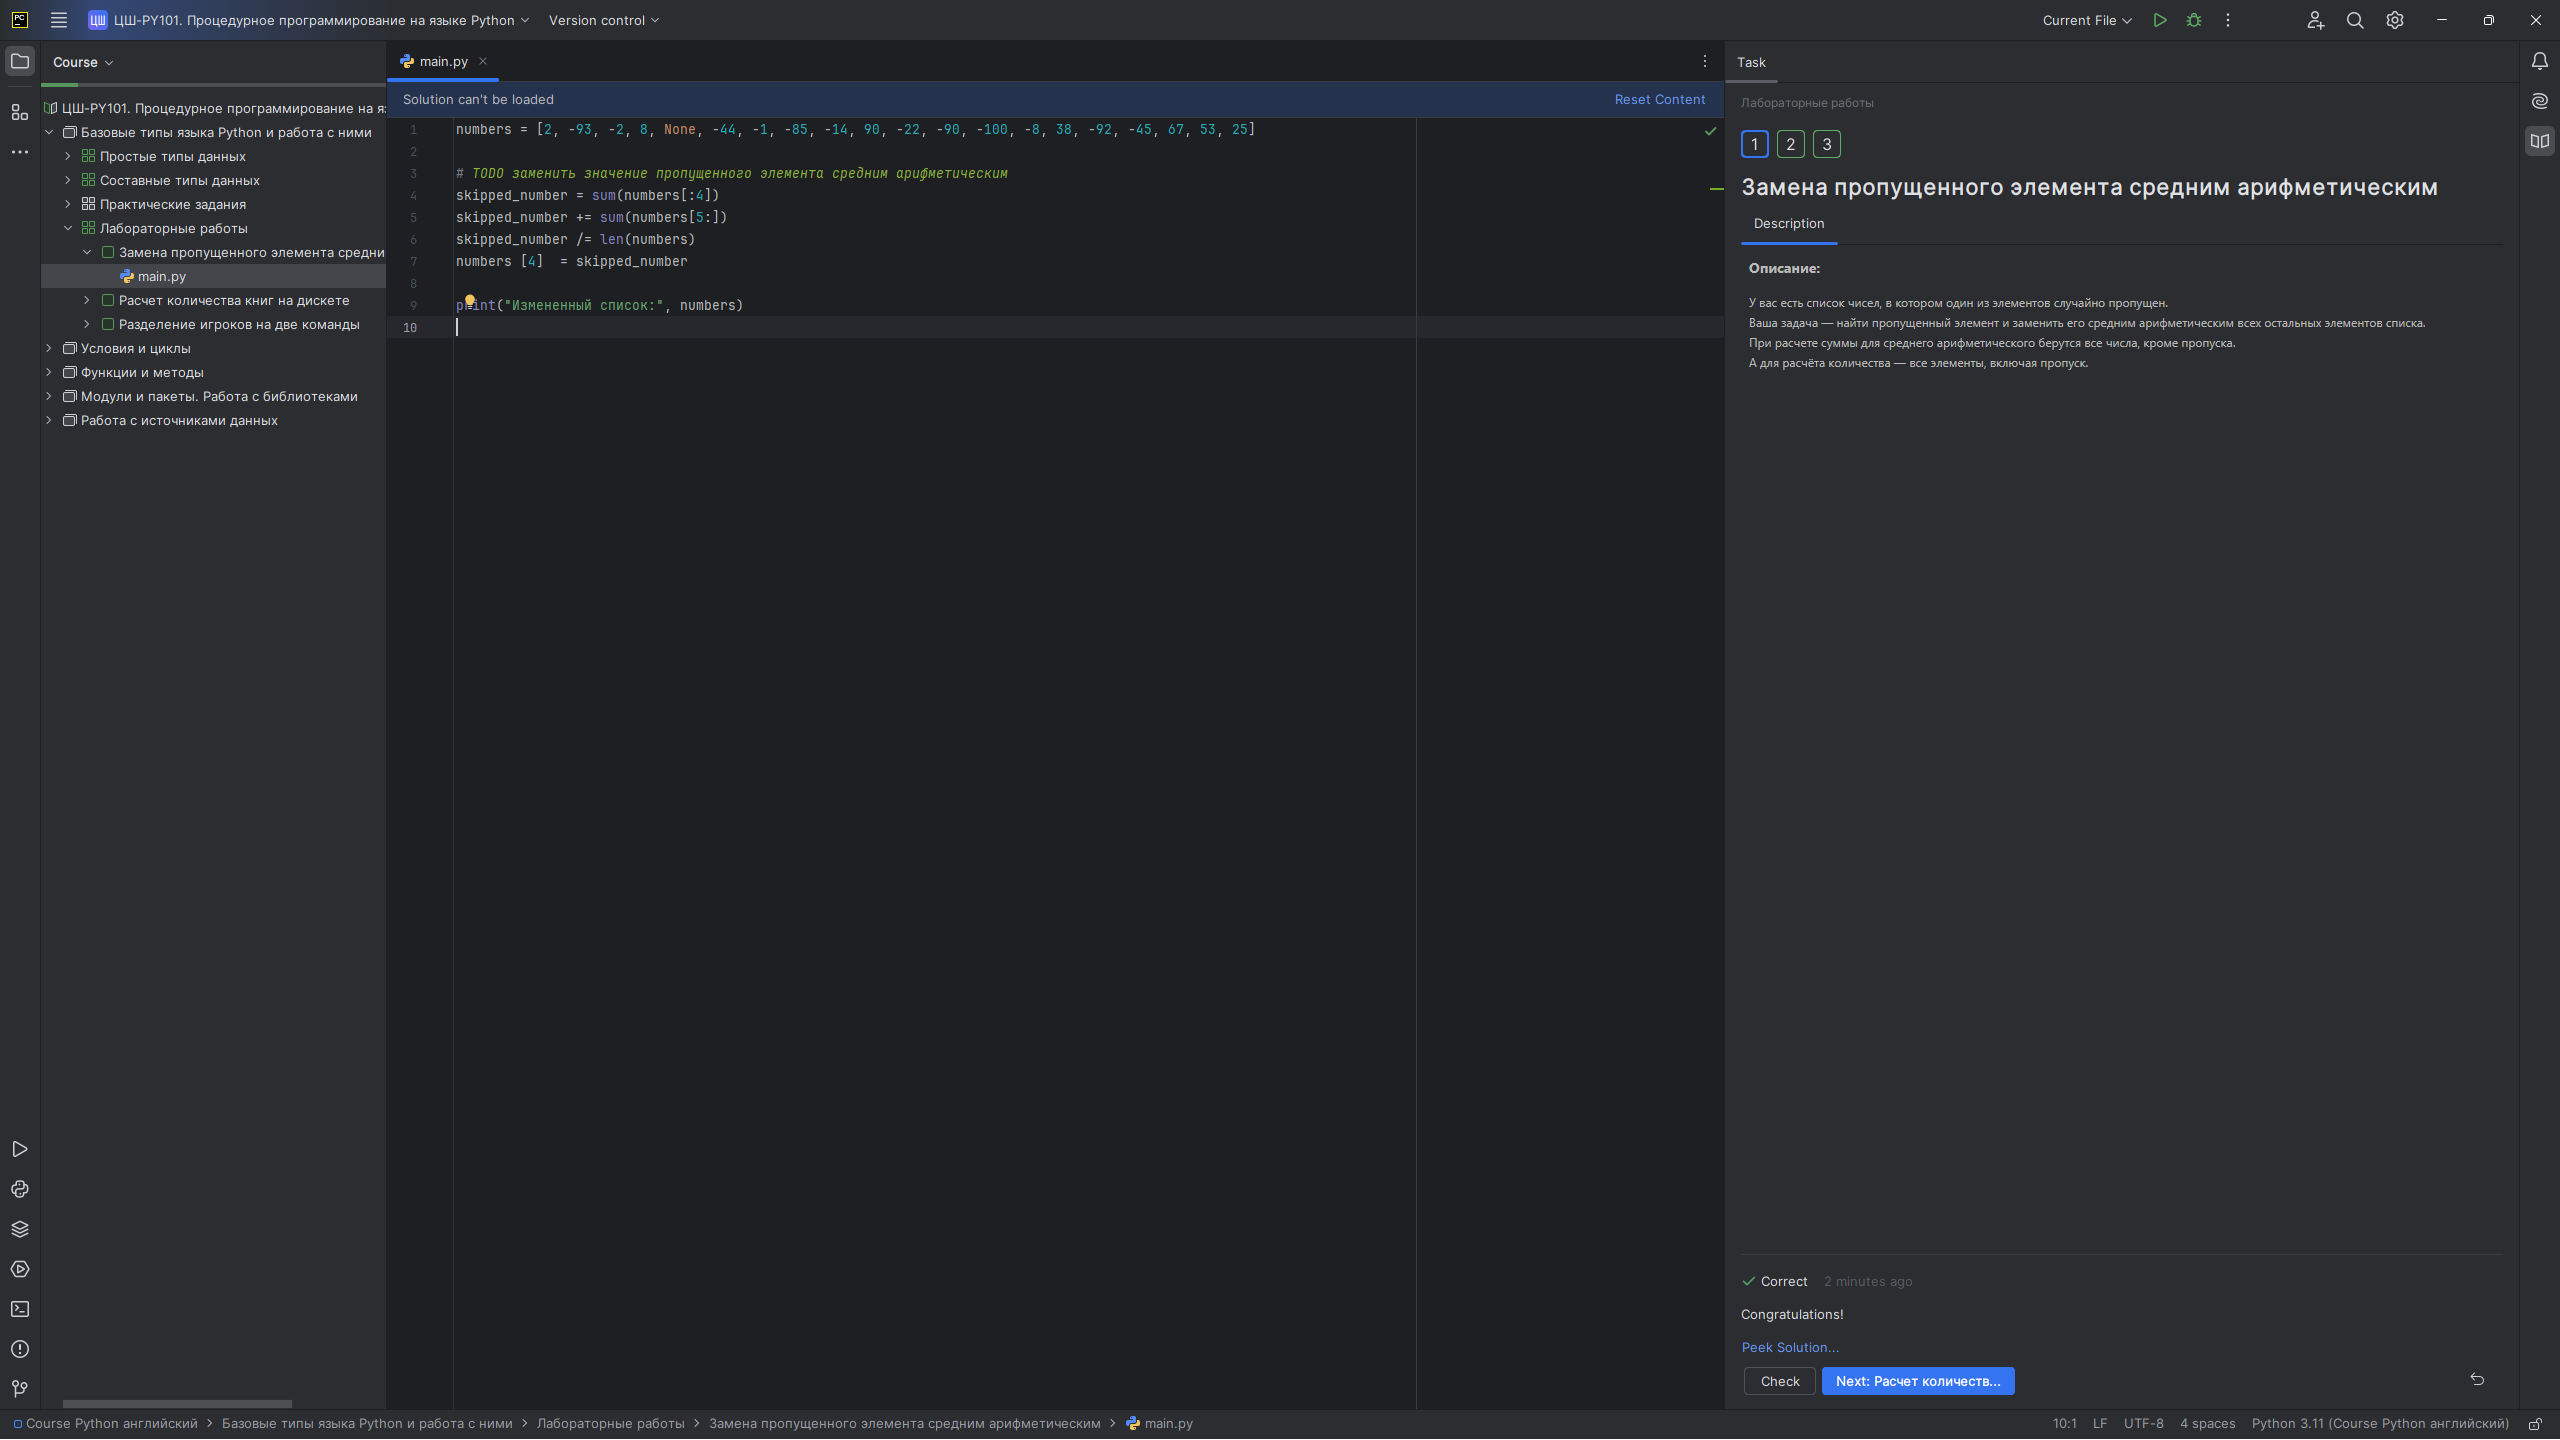 ЦШ ЦШ-PY101. Процедурное программирование на языке Python Version control Current File
Course
ЦШ-PY101. Процедурное программирование на яз
Базовые типы языка Python и работа с ними
Простые типы данных
Составные типы данных
Практические задания
Лабораторные работы
Замена пропущенного элемента средни
main.py
Расчет количества книг на дискете
Разделение игроков на две команды
Условия и циклы
Функции и методы
Модули и пакеты. Работа с библиотеками
Работа с источниками данных
main.py
Solution can't be loaded Reset Content
1 numbers = [2, -93, -2, 8, None, -44, -1, -85, -14, 90, -22, -90, -100, -8, 38, -92, -45, 67, 53, 25]
2
3 # TODO заменить значение пропущенного элемента средним арифметическим
4 skipped_number = sum(numbers[:4])
5 skipped_number += sum(numbers[5:])
6 skipped_number /= len(numbers)
7 numbers [4]  = skipped_number
8
9 print("Измененный список:", numbers)
10
Task
Лабораторные работы
1 2 3
Замена пропущенного элемента средним арифметическим
Description
Описание:
У вас есть список чисел, в котором один из элементов случайно пропущен.
Ваша задача — найти пропущенный элемент и заменить его средним арифметическим всех остальных элементов списка.
При расчете суммы для среднего арифметического берутся все числа, кроме пропуска.
А для расчёта количества — все элементы, включая пропуск.
Correct 2 minutes ago
Congratulations!
Peek Solution...
Check Next: Расчет количеств...
Course Python английский > Базовые типы языка Python и работа с ними > Лабораторные работы > Замена пропущенного элемента средним арифметическим > main.py 10:1 LF UTF-8 4 spaces Python 3.11 (Course Python английский)